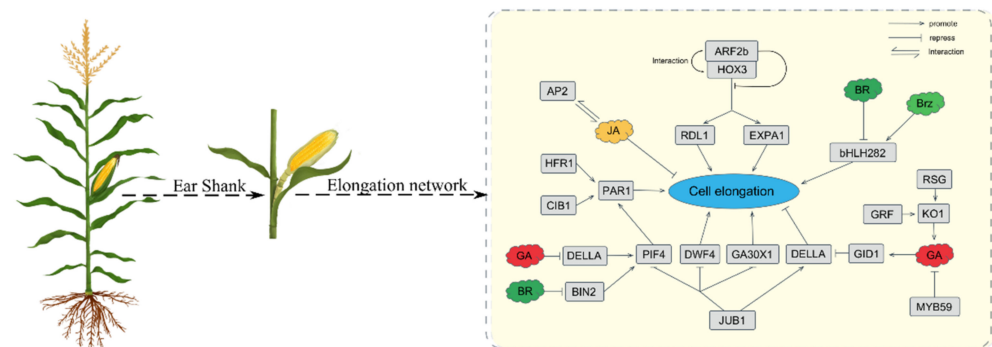 Ear Shank
Elongation network
promote
repress
Interaction
ARF2b
Interaction
HOX3
AP2
JA
RDL1
EXPA1
BR
Brz
bHLH282
HFR1
CIB1
PAR1
Cell elongation
RSG
GRF
KO1
GA
DELLA
PIF4
DWF4
GA30X1
DELLA
GID1
GA
BR
BIN2
JUB1
MYB59